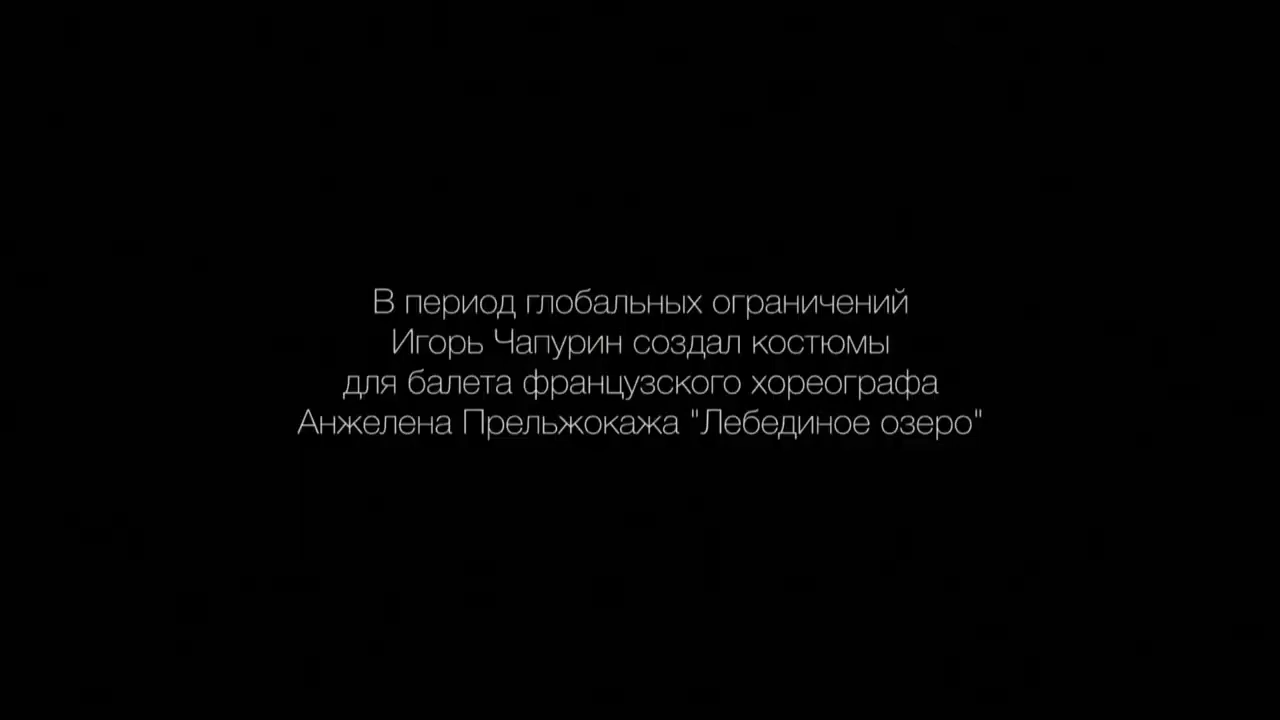 В период глобальных ограничений
Игорь Чапурин создал костюмы
для балета французского хореографа
Анжелена Прельжокажа "Лебединое озеро"